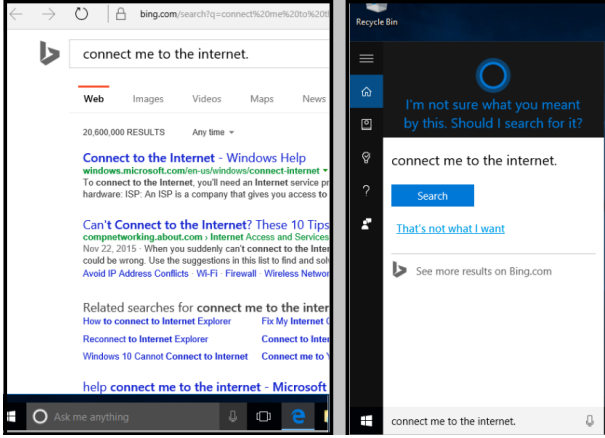 bing.com/search?q=connect%20me%20to%20t
connect me to the internet.
Web Images Videos Maps News
20,600,000 RESULTS Any time
Connect to the Internet - Windows Help
windows.microsoft.com/en-us/windows/connect-internet
To connect to the Internet, you'll need an Internet service
hardware: ISP: An ISP is a company that gives you access to
Can't Connect to the Internet? These 10 Tips
compnetworking.about.com › Internet Access and Services
Nov 22, 2015 · When you suddenly can't connect to the
could be wrong. Use the suggestions in this list to find and
Avoid IP Address Conflicts · Wi-Fi · Firewall · Wireless
Related searches for connect me to the
How to connect to Internet Explorer Fix My Internet
Reconnect to Internet Explorer Connect to
Windows 10 Cannot Connect to Internet Connect me to
help connect me to the internet - Microsoft
Ask me anything
Recycle Bin
I'm not sure what you meant
by this. Should I search for it?
connect me to the internet.
Search
That's not what I want
See more results on Bing.com
connect me to the internet.